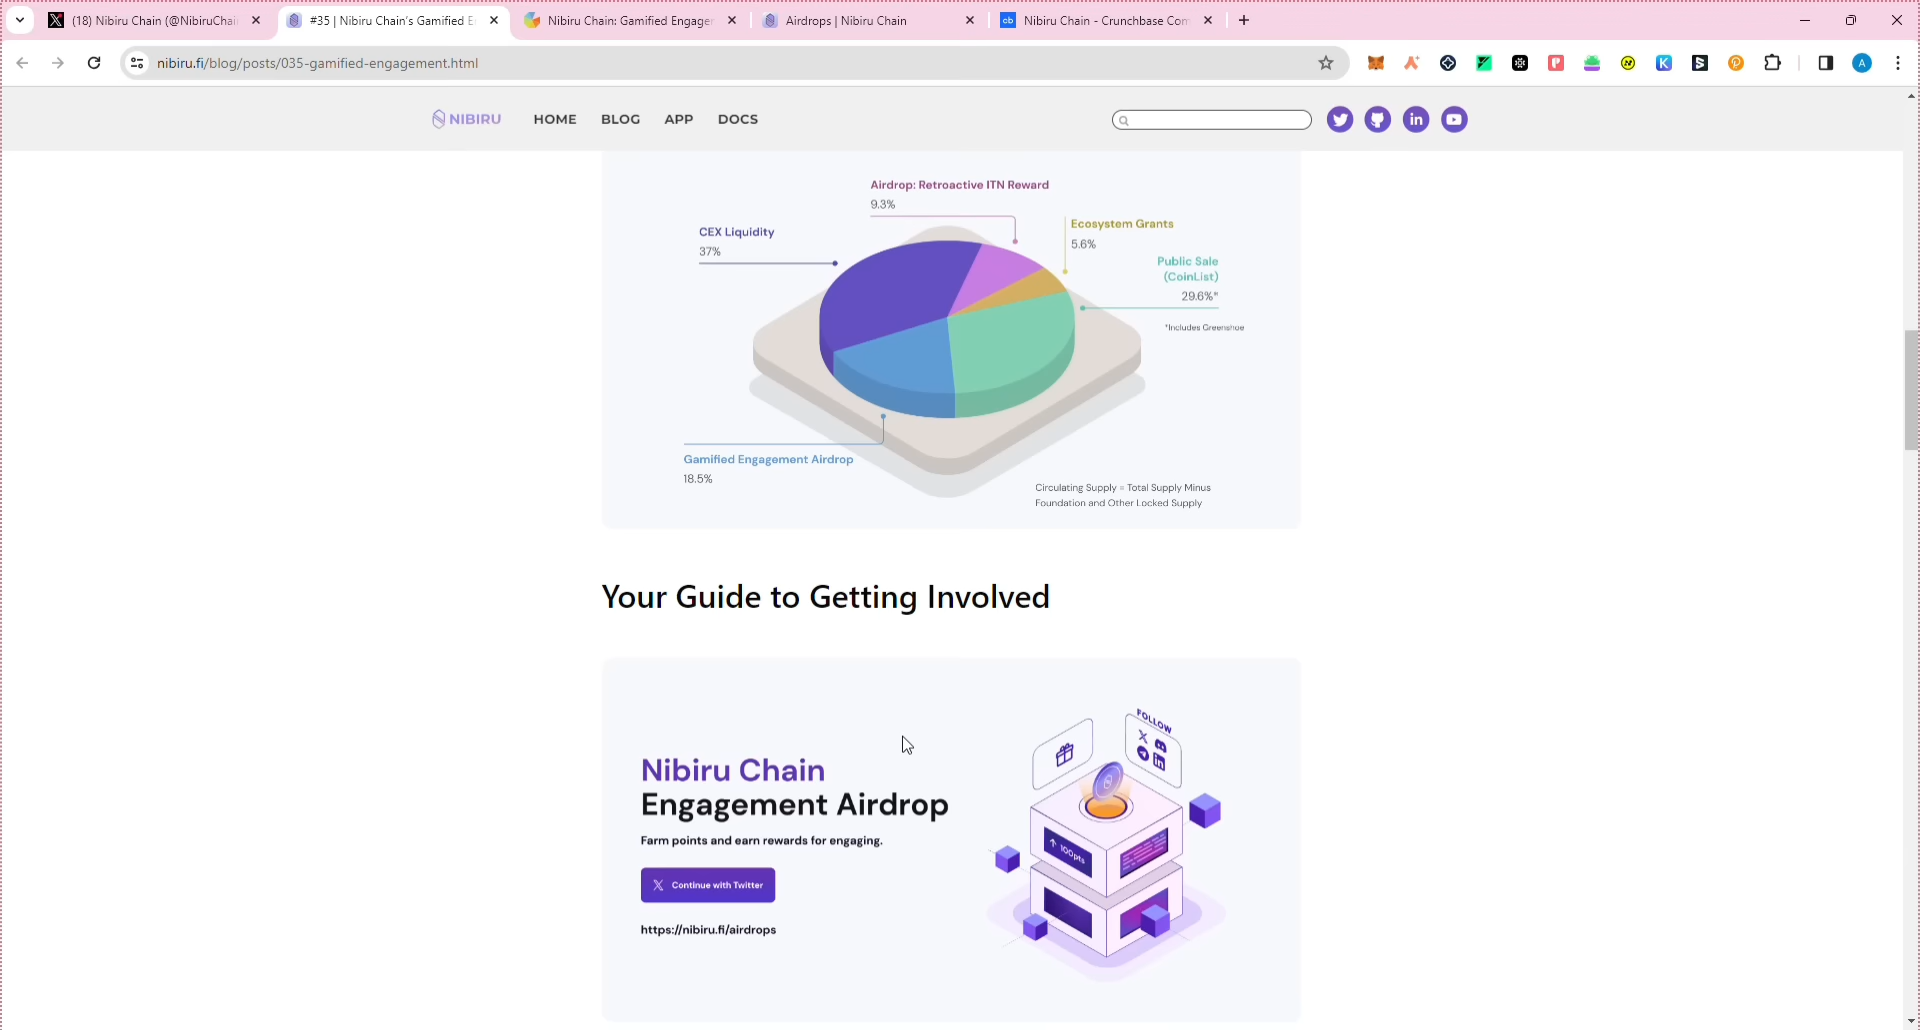 (18) Nibiru Chain (@NibiruChai
#35 | Nibiru Chain's Gamified E
Nibiru Chain: Gamified Engager
Airdrops | Nibiru Chain
cb
Nibiru Chain - Crunchbase Com
nibiru.fi/blog/posts/035-gamified-engagement.html
A
NIBIRU
HOME
BLOG
APP
DOCS
Airdrop: Retroactive ITN Reward
9.3%
CEX Liquidity
37%
Ecosystem Grants
5.6%
Public Sale
(CoinList)
29.6%*
*Includes Greenshoe
Gamified Engagement Airdrop
18.5%
Circulating Supply = Total Supply Minus
Foundation and Other Locked Supply
Your Guide to Getting Involved
FOLLOW
Nibiru Chain
Engagement Airdrop
Farm points and earn rewards for engaging.
100pts
Continue with Twitter
https://nibiru.fi/airdrops